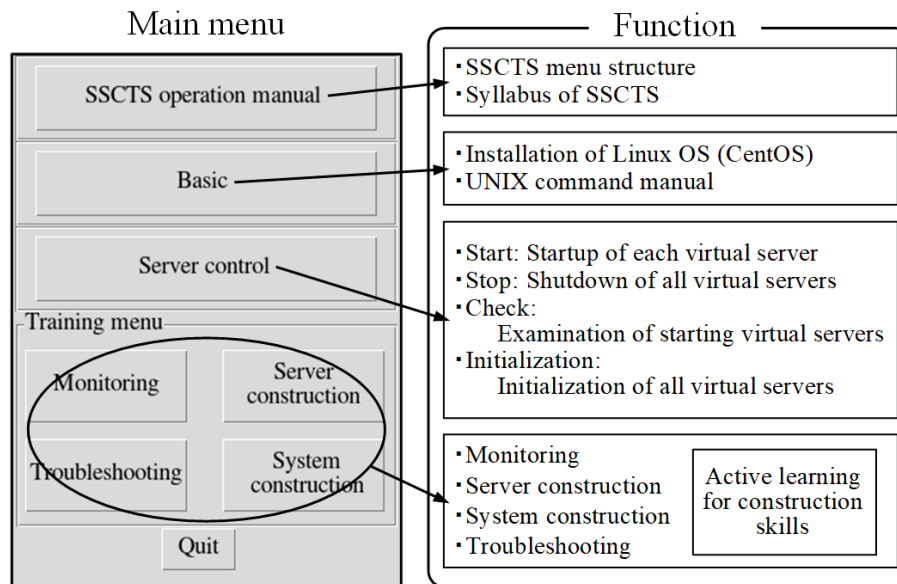 Main menu
SSCTS operation manual
Basic
Server control
Training menu
Monitoring
Server
construction
Troubleshooting
System
construction
Quit
Function
・SSCTS menu structure
・Syllabus of SSCTS
・Installation of Linux OS (CentOS)
・UNIX command manual
・Start: Startup of each virtual server
・Stop: Shutdown of all virtual servers
・Check:
Examination of starting virtual servers
・Initialization:
Initialization of all virtual servers
・Monitoring
・Server construction
・System construction
・Troubleshooting
Active learning
for construction
skills